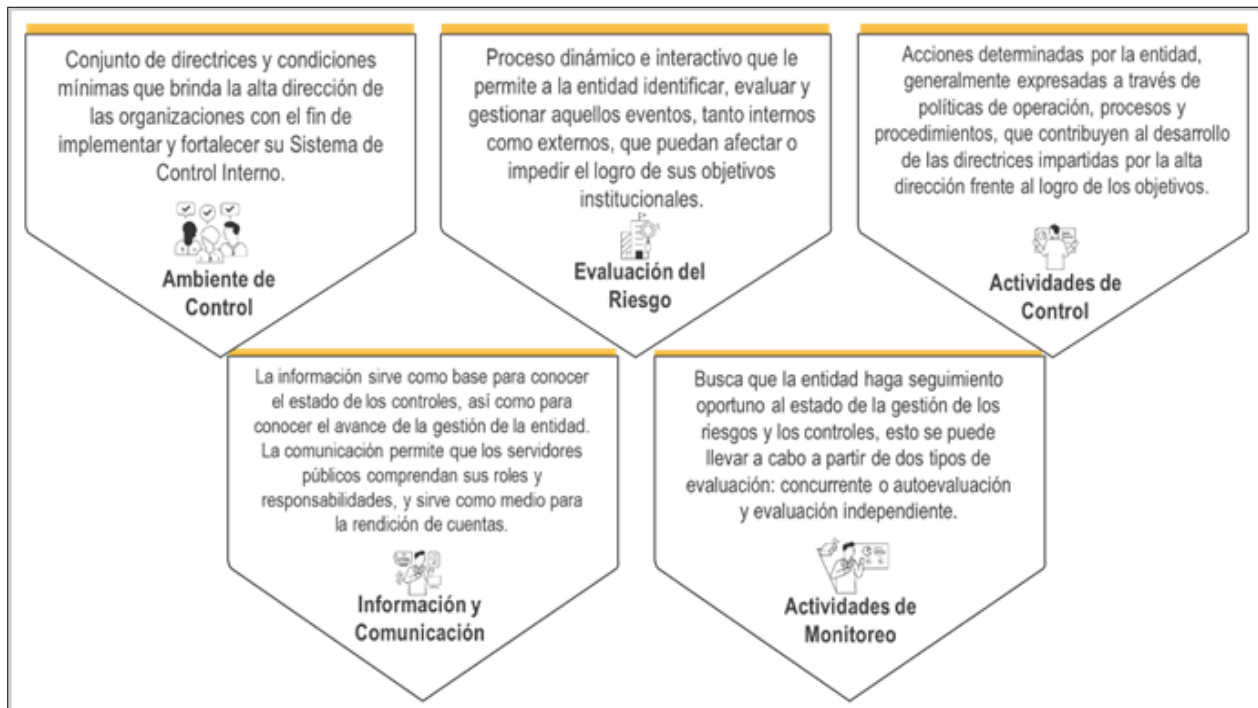 Conjunto de directrices y condiciones
mínimas que brinda la alta dirección de
las organizaciones con el fin de
implementar y fortalecer su Sistema de
Control Interno.
Ambiente de
Control
Proceso dinámico e interactivo que le
permite a la entidad identificar, evaluar y
gestionar aquellos eventos, tanto internos
como externos, que puedan afectar o
impedir el logro de sus objetivos
institucionales.
Evaluación del
Riesgo
Acciones determinadas por la entidad,
generalmente expresadas a través de
políticas de operación, procesos y
procedimientos, que contribuyen al desarrollo
de las directrices impartidas por la alta
dirección frente al logro de los objetivos.
Actividades de
Control
La información sirve como base para conocer
el estado de los controles, así como para
conocer el avance de la gestión de la entidad.
La comunicación permite que los servidores
públicos comprendan sus roles y
responsabilidades, y sirve como medio para
la rendición de cuentas.
Información y
Comunicación
Busca que la entidad haga seguimiento
oportuno al estado de la gestión de los
riesgos y los controles, esto se puede
llevar a cabo a partir de dos tipos de
evaluación: concurrente o autoevaluación
y evaluación independiente.
Actividades de
Monitoreo